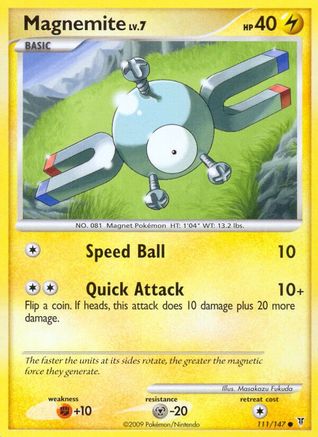 Magnemite LV.7 HP 40
BASIC
NO. 081 Magnet Pokémon HT: 1'04" WT: 13.2 lbs.
Speed Ball 10
Quick Attack 10+
Flip a coin. If heads, this attack does 10 damage plus 20 more
damage.
The faster the units at its sides rotate, the greater the magnetic
force they generate.
Illus. Masakazu Fukuda
weakness resistance retreat cost
+10 -20
©2009 Pokémon/Nintendo 111/147